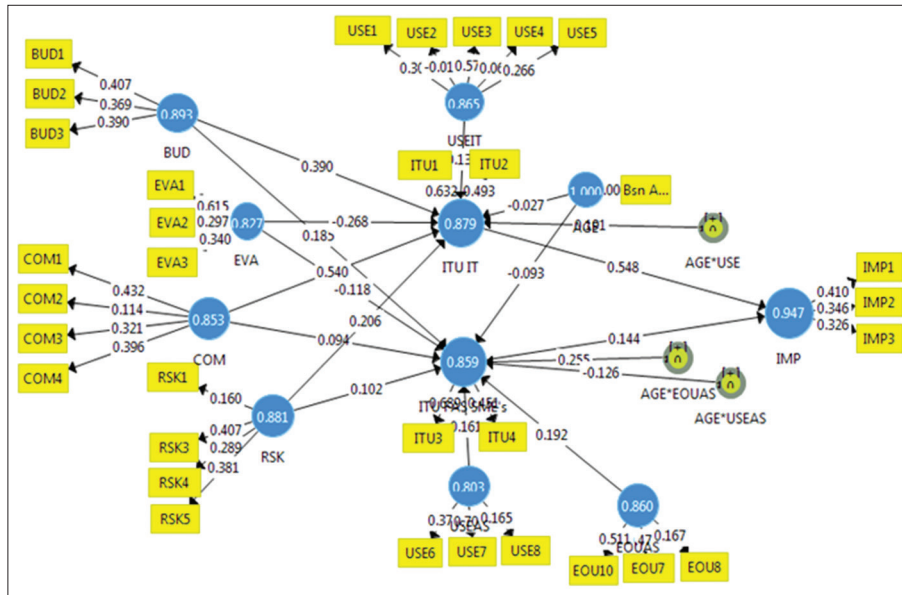 USE1 USE2 USE3 USE4 USE5
-0.01 0.266
0.865
USEIT
BUD1
BUD2
BUD3
0.407
0.369
0.390
0.893
BUD
0.390
0.185
ITU1 ITU2
0.632 0.493
0.879
ITU IT
EVA1
EVA2
EVA3
0.615
0.297
0.340
0.827
EVA
-0.268
-0.118
1.000
Bsn A...
AGE
-0.027
-0.093
AGE*USE
COM1
COM2
COM3
COM4
0.432
0.114
0.321
0.396
0.853
COM
0.540
0.094
0.548
0.947
IMP
0.410
0.346
0.326
IMP1
IMP2
IMP3
0.144
RSK1
RSK3
RSK4
RSK5
0.160
0.407
0.289
0.381
0.881
RSK
0.206
0.102
0.859
0.255
-0.126
AGE*EOUAS
AGE*USEAS
ITU3 ITU4
0.161
0.192
0.803
USEAS
0.165
USE6 USE7 USE8
0.860
EOUAS
0.511 0.167
EOU10 EOU7 EOU8